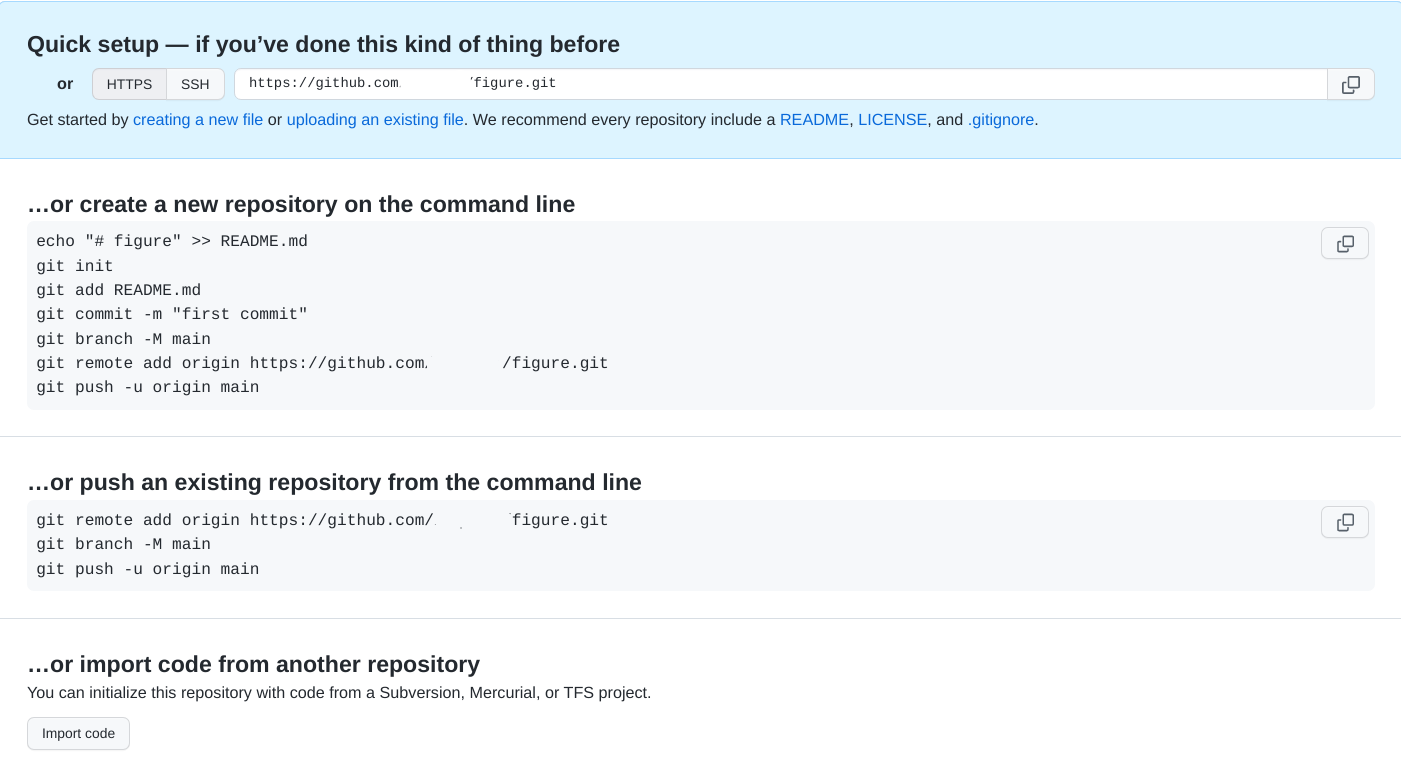 Quick setup — if you’ve done this kind of thing before
or HTTPS SSH https://github.com figure.git
Get started by creating a new file or uploading an existing file. We recommend every repository include a README, LICENSE, and .gitignore.
…or create a new repository on the command line
echo "# figure" >> README.md
git init
git add README.md
git commit -m "first commit"
git branch -M main
git remote add origin https://github.com. /figure.git
git push -u origin main
…or push an existing repository from the command line
git remote add origin https://github.com/ figure.git
git branch -M main
git push -u origin main
…or import code from another repository
You can initialize this repository with code from a Subversion, Mercurial, or TFS project.
Import code